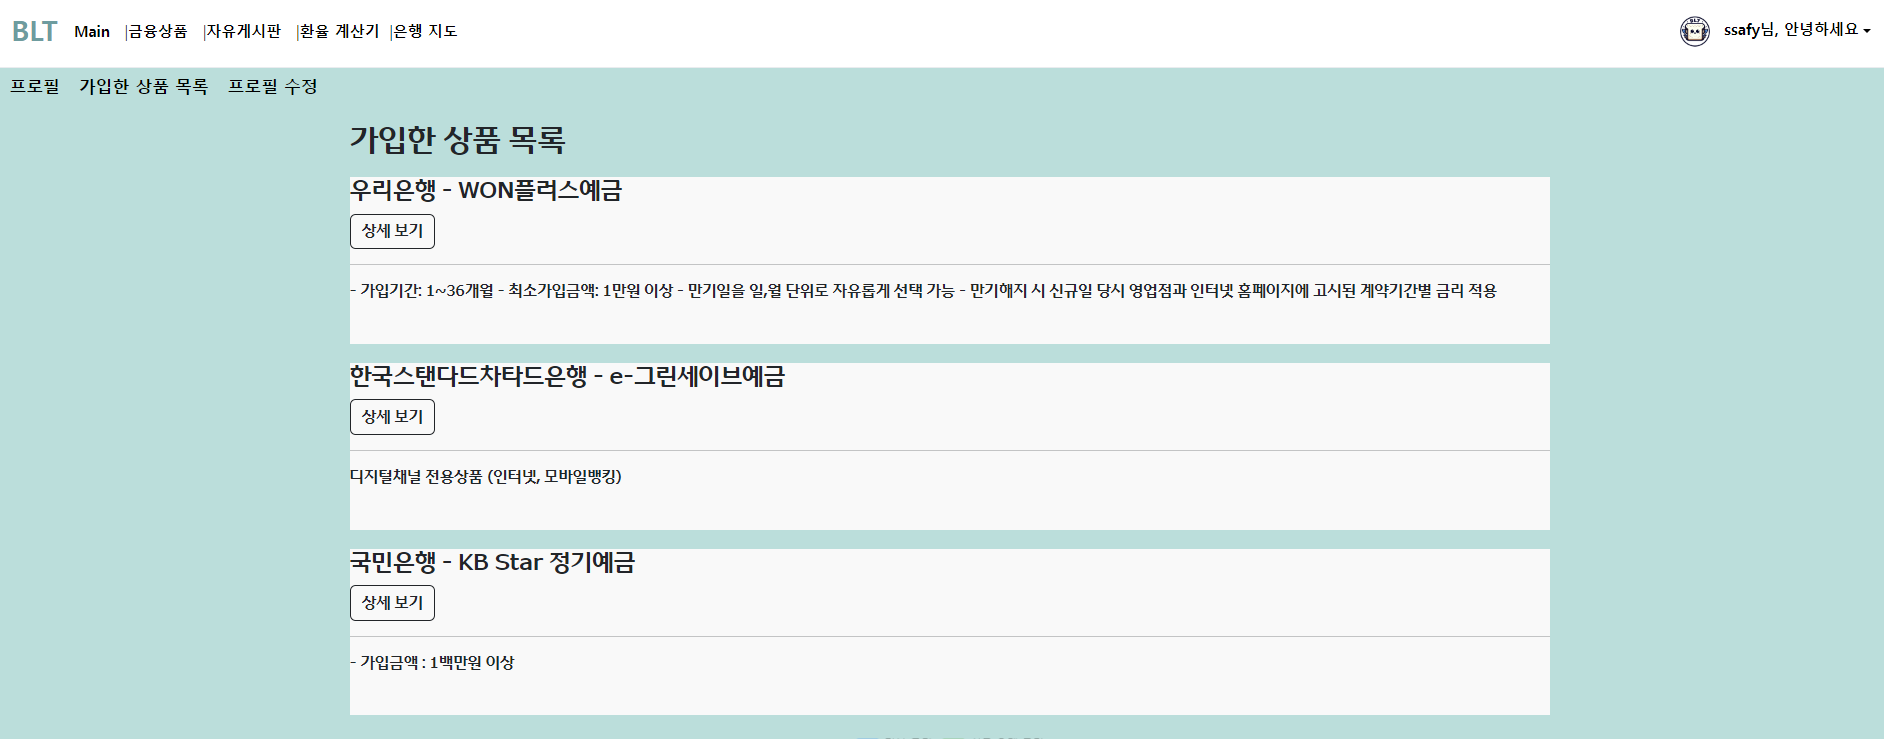 BLT Main |금융상품 |자유게시판 |환율 계산기 |은행 지도 BLT ssafy님, 안녕하세요
프로필 가입한 상품 목록 프로필 수정
가입한 상품 목록
우리은행 - WON플러스예금
상세 보기
- 가입기간: 1~36개월 - 최소가입금액: 1만원 이상 - 만기일을 일,월 단위로 자유롭게 선택 가능 - 만기해지 시 신규일 당시 영업점과 인터넷 홈페이지에 고시된 계약기간별 금리 적용
한국스탠다드차타드은행 - e-그린세이브예금
상세 보기
디지털채널 전용상품 (인터넷, 모바일뱅킹)
국민은행 - KB Star 정기예금
상세 보기
- 가입금액 : 1백만원 이상